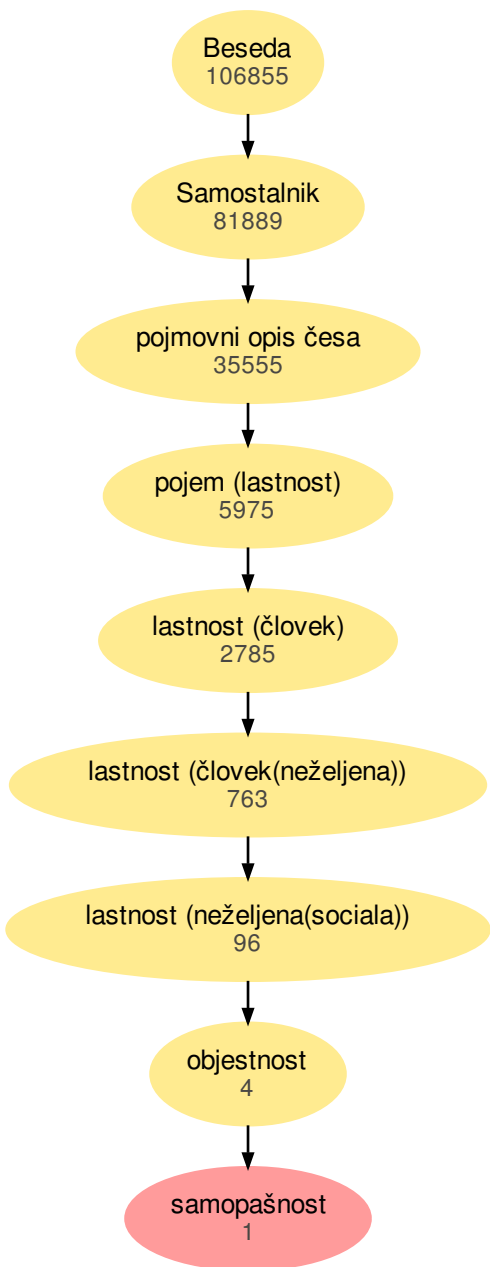 Beseda
106855
Samostalnik
81889
pojmovni opis česa
35555
pojem (lastnost)
5975
lastnost (človek)
2785
lastnost (človek(neželjena))
763
lastnost (neželjena(sociala))
96
objestnost
4
samopašnost
1